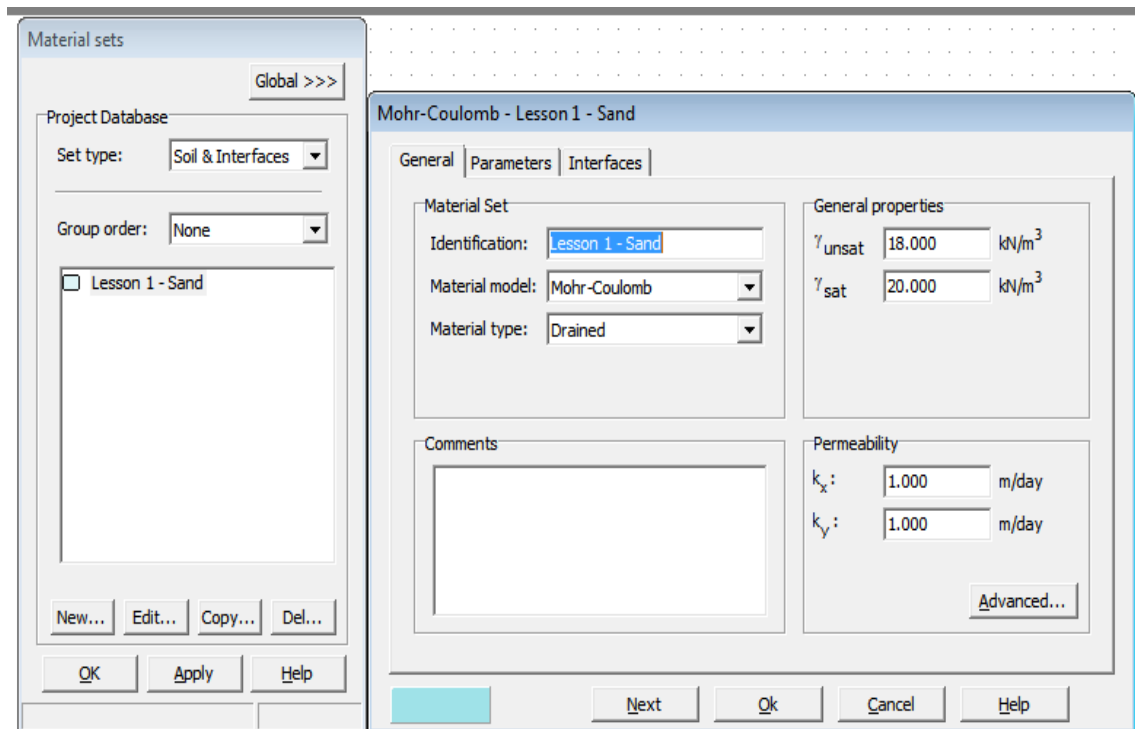 Material sets
Global >>>
Project Database
Set type: Soil & Interfaces
Group order: None
Lesson 1 - Sand
New... Edit... Copy... Del...
OK Apply Help
Mohr-Coulomb - Lesson 1 - Sand
General Parameters Interfaces
Material Set
Identification: Lesson 1 - Sand
Material model: Mohr-Coulomb
Material type: Drained
General properties
γunsat 18.000 kN/m³
γsat 20.000 kN/m³
Comments
Permeability
kx: 1.000 m/day
ky: 1.000 m/day
Advanced...
Next Ok Cancel Help